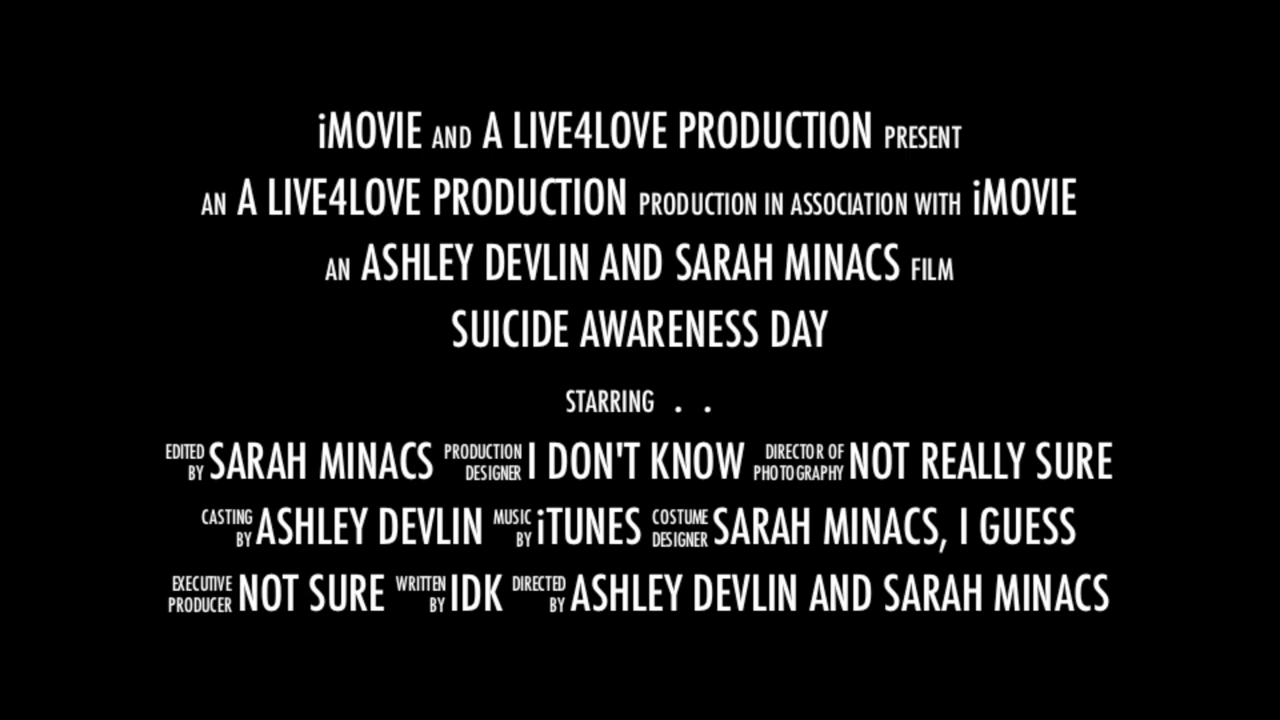 iMOVIE AND A LIVE4LOVE PRODUCTION PRESENT
AN A LIVE4LOVE PRODUCTION PRODUCTION IN ASSOCIATION WITH iMOVIE
AN ASHLEY DEVLIN AND SARAH MINACS FILM
SUICIDE AWARENESS DAY
STARRING . .
EDITED BY SARAH MINACS PRODUCTION DESIGNER I DON'T KNOW DIRECTOR OF PHOTOGRAPHY NOT REALLY SURE
CASTING BY ASHLEY DEVLIN MUSIC BY iTUNES COSTUME DESIGNER SARAH MINACS, I GUESS
EXECUTIVE PRODUCER NOT SURE WRITTEN BY IDK DIRECTED BY ASHLEY DEVLIN AND SARAH MINACS